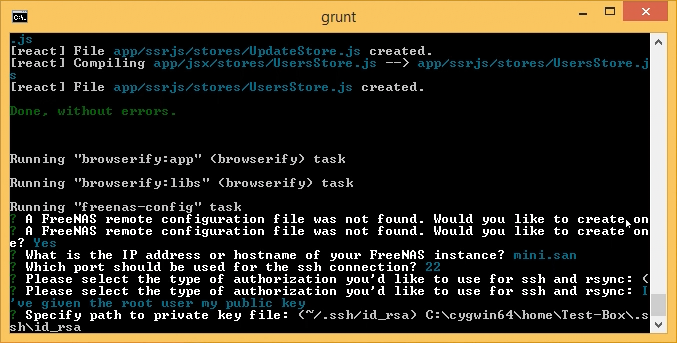 grunt
.js
[react] File app/ssrjs/stores/UpdateStore.js created.
[react] Compiling app/jsx/stores/UsersStore.js --> app/ssrjs/stores/UsersStore.j
s
[react] File app/ssrjs/stores/UsersStore.js created.
Done, without errors.
Running "browserify:app" (browserify) task
Running "browserify:libs" (browserify) task
Running "freenas-config" task
? A FreeNAS remote configuration file was not found. Would you like to create on
? A FreeNAS remote configuration file was not found. Would you like to create on
e? Yes
? What is the IP address or hostname of your FreeNAS instance? mini.san
? Which port should be used for the ssh connection? 22
? Please select the type of authorization you'd like to use for ssh and rsync: (
? Please select the type of authorization you'd like to use for ssh and rsync: I
've given the root user my public key
? Specify path to private key file: (~/.ssh/id_rsa) C:\cygwin64\home\Test-Box\.s
sh\id_rsa